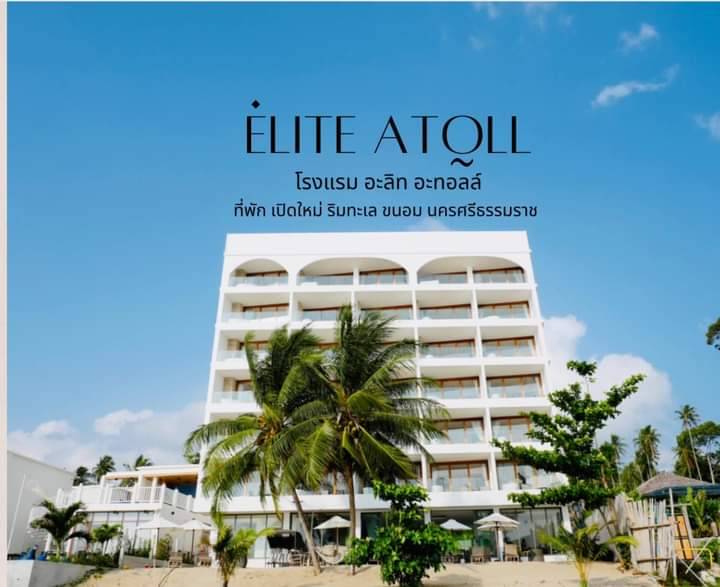 ÉLITE ATOLL
โรงแรม อะลิท อะทอลล์
ที่พัก เปิดใหม่ ริมทะเล ขนอม นครศรีธรรมราช